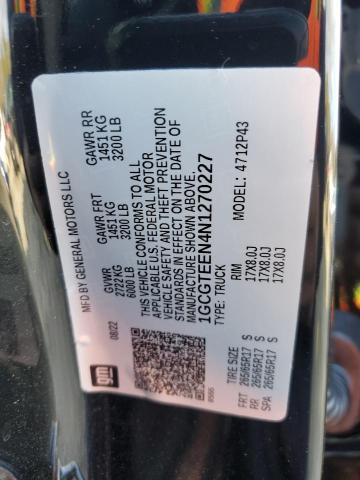 MFD BY GENERAL MOTORS LLC
08/22
GVWR
2722 KG
6000 LB
GAWR FRT
1451 KG
3200 LB
GAWR RR
1451 KG
3200 LB
THIS VEHICLE CONFORMS TO ALL
APPLICABLE U.S. FEDERAL MOTOR
VEHICLE SAFETY AND THEFT PREVENTION
STANDARDS IN EFFECT ON THE DATE OF
MANUFACTURE SHOWN ABOVE.
1GCGTEEN4N1270227
TYPE: TRUCK
MODEL: 4712P43
gm
TIRE SIZE RIM
FRT 265/65R17 S 17X8.0J
RR 265/65R17 S 17X8.0J
SPA 265/65R17 S 17X8.0J